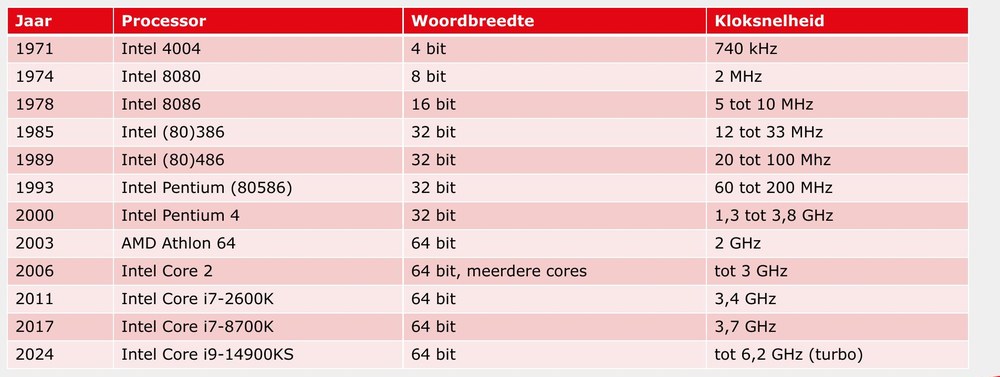 Jaar Processor Woordbreedte Kloksnelheid
1971 Intel 4004 4 bit 740 kHz
1974 Intel 8080 8 bit 2 MHz
1978 Intel 8086 16 bit 5 tot 10 MHz
1985 Intel (80)386 32 bit 12 tot 33 MHz
1989 Intel (80)486 32 bit 20 tot 100 Mhz
1993 Intel Pentium (80586) 32 bit 60 tot 200 MHz
2000 Intel Pentium 4 32 bit 1,3 tot 3,8 GHz
2003 AMD Athlon 64 64 bit 2 GHz
2006 Intel Core 2 64 bit, meerdere cores tot 3 GHz
2011 Intel Core i7-2600K 64 bit 3,4 GHz
2017 Intel Core i7-8700K 64 bit 3,7 GHz
2024 Intel Core i9-14900KS 64 bit tot 6,2 GHz (turbo)